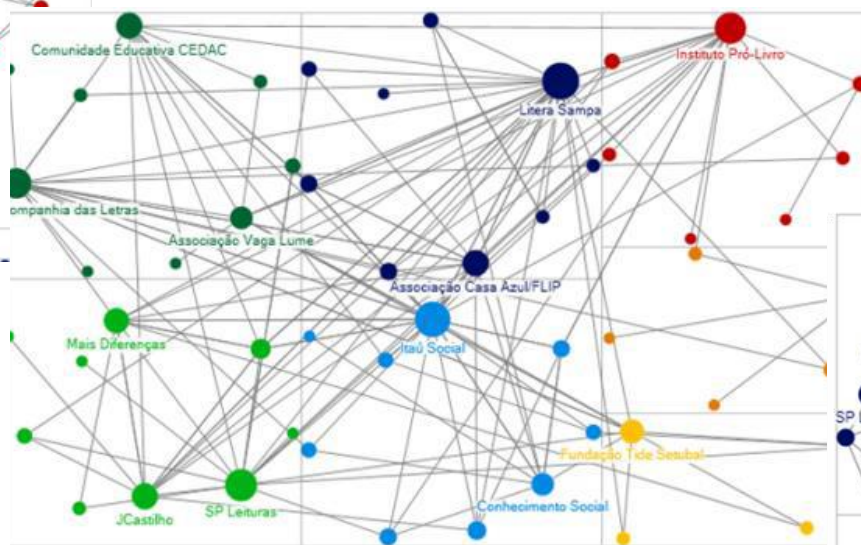 Comunidade Educativa CEDAC
Instituto Pró-Livro
Litera Sampa
ompanhia das Letras
Associação Vaga Lume
Associação Casa Azul/FLIP
Mais Diferenças
Itaú Social
SP
Fundação Tide Setubal
JCastilho
SP Leituras
Conhecimento Social